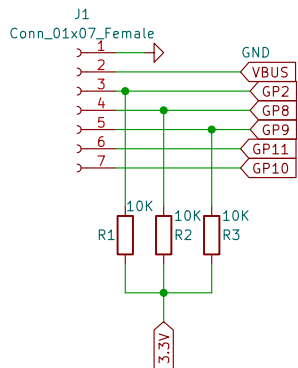 J1
Conn_01x07_Female
1
GND
2
VBUS
3
GP2
4
GP8
5
GP9
6
GP11
7
GP10
10K
10K
10K
R1
R2
R3
3.3V